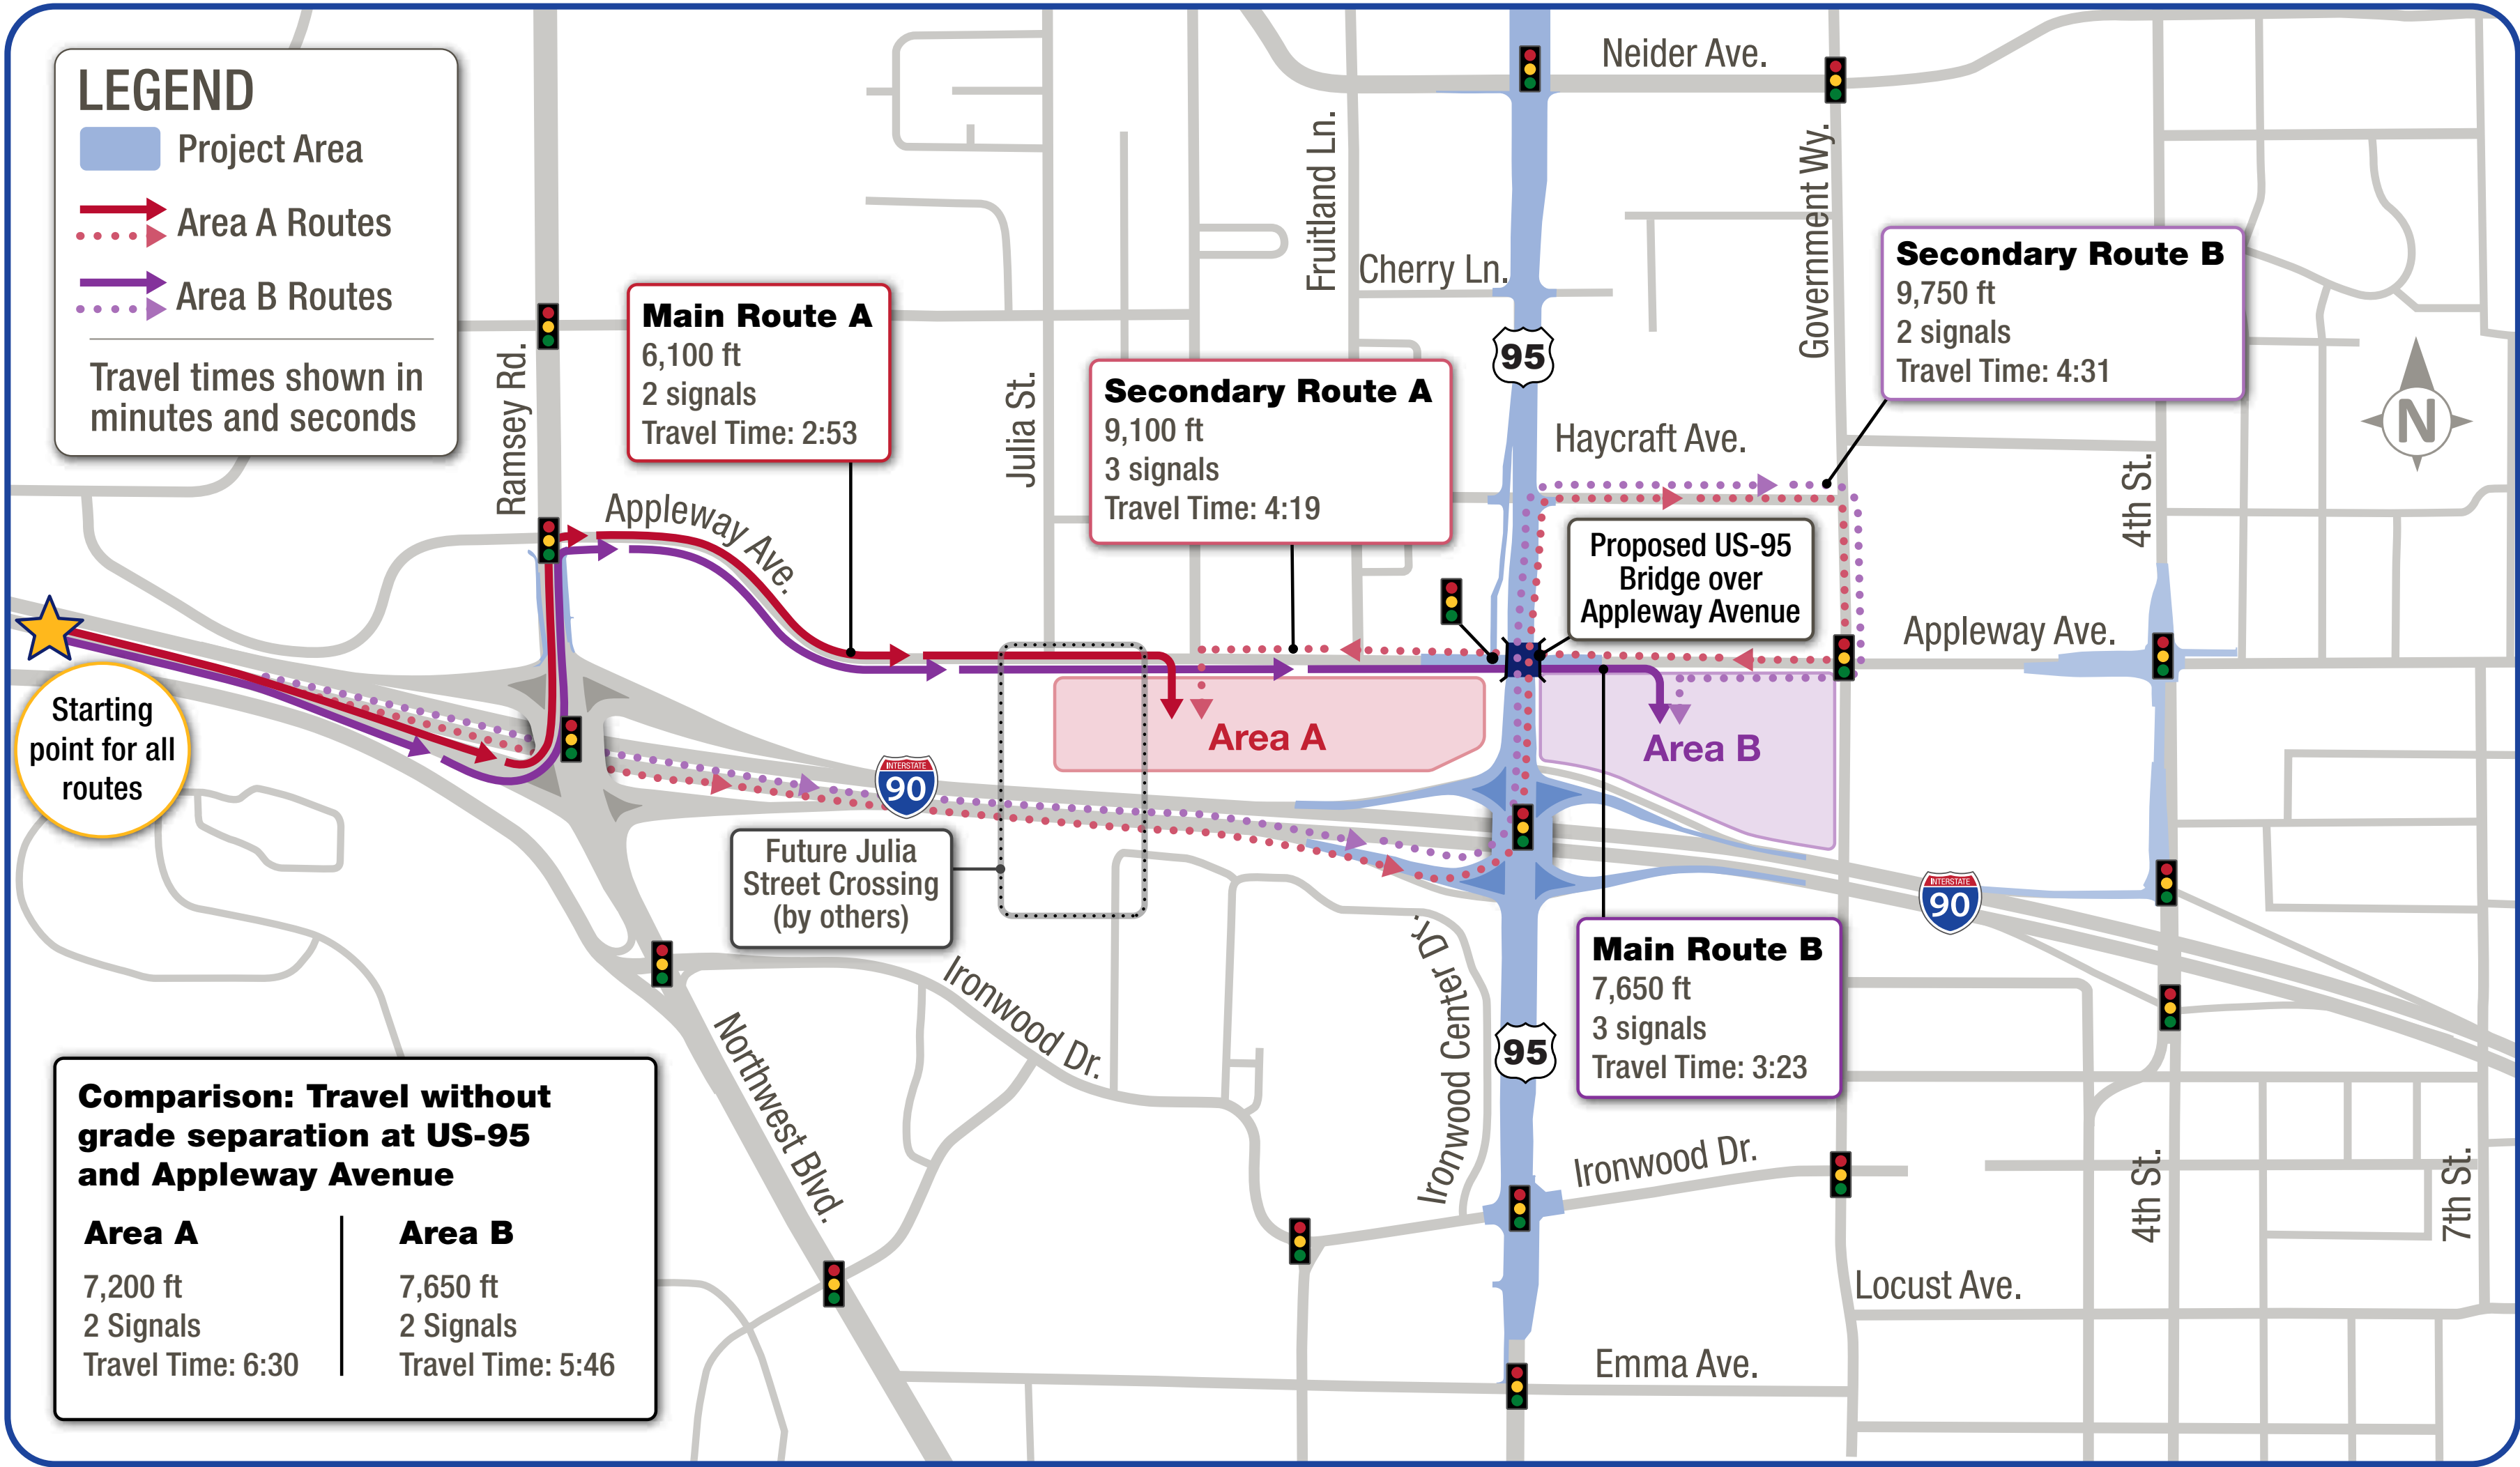 LEGEND
Project Area
Area A Routes
Area B Routes
Travel times shown in
minutes and seconds
Neider Ave.
Fruitland Ln.
Government Wy.
Cherry Ln.
95
Secondary Route B
9,750 ft
2 signals
Travel Time: 4:31
Main Route A
6,100 ft
2 signals
Travel Time: 2:53
Ramsey Rd.
Julia St.
Secondary Route A
9,100 ft
3 signals
Travel Time: 4:19
N
Haycraft Ave.
4th St.
Appleway Ave.
Proposed US-95
Bridge over
Appleway Avenue
Appleway Ave.
Starting
point for all
routes
Area A
Area B
INTERSTATE
90
Future Julia
Street Crossing
(by others)
INTERSTATE
90
Ironwood Center Dr.
Main Route B
7,650 ft
3 signals
Travel Time: 3:23
Ironwood Dr.
Northwest Blvd.
95
Ironwood Dr.
4th St.
7th St.
Locust Ave.
Emma Ave.
Comparison: Travel without
grade separation at US-95
and Appleway Avenue
Area A
7,200 ft
2 Signals
Travel Time: 6:30
Area B
7,650 ft
2 Signals
Travel Time: 5:46